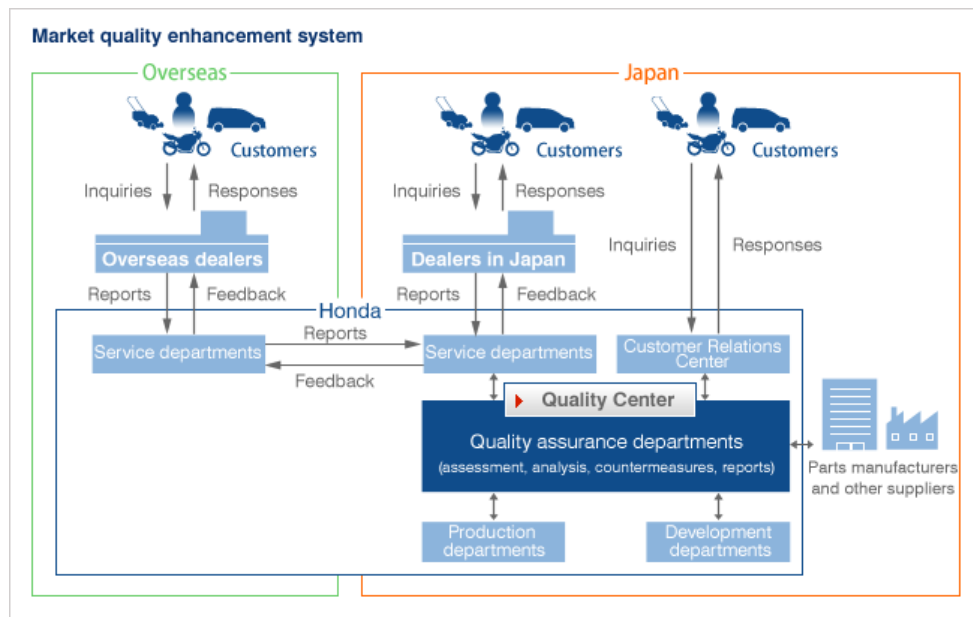 Market quality enhancement system
Overseas
Japan
Customers
Customers
Customers
Inquiries
Responses
Inquiries
Responses
Inquiries
Responses
Overseas dealers
Dealers in Japan
Reports
Feedback
Reports
Feedback
Honda
Service departments
Reports
Feedback
Service departments
Customer Relations
Center
Quality Center
Quality assurance departments
(assessment, analysis, countermeasures, reports)
Parts manufacturers
and other suppliers
Production
departments
Development
departments